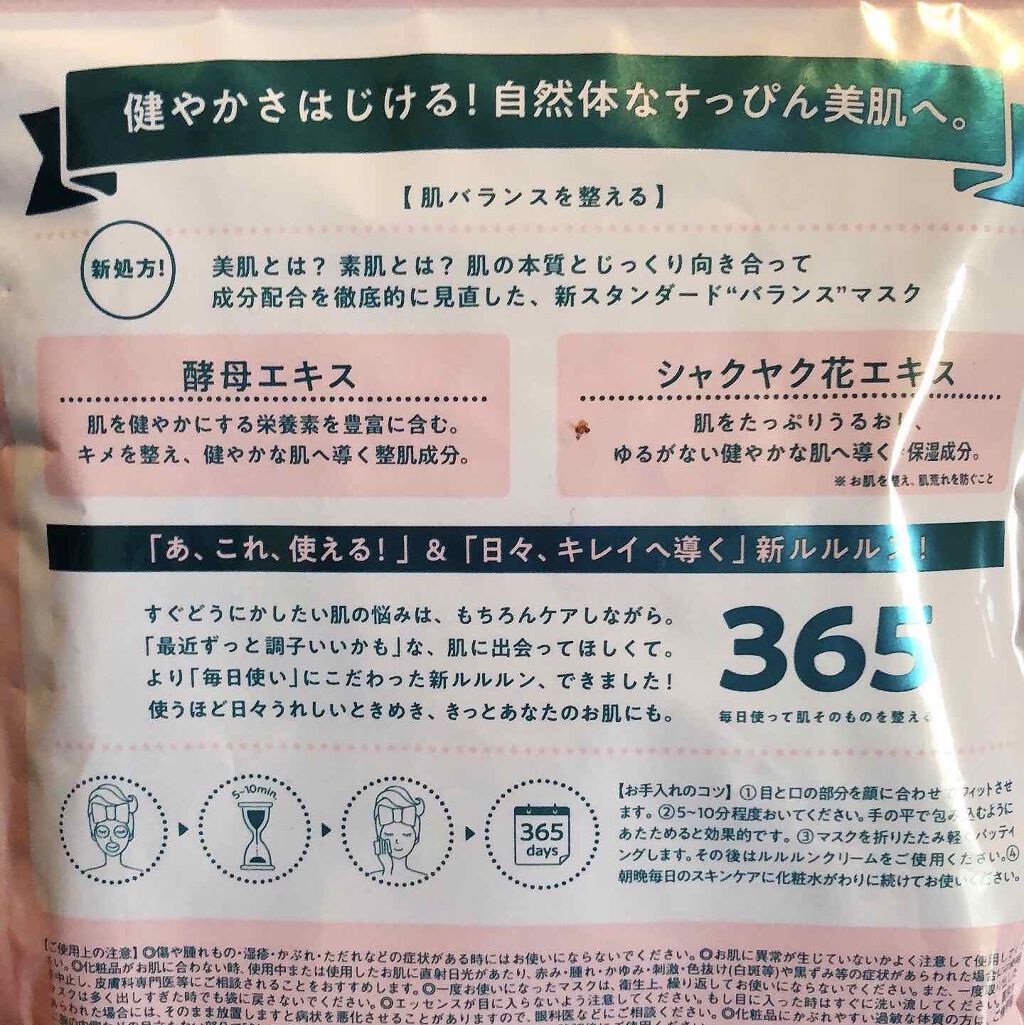 健やかさはじける！自然体なすっぴん美肌へ。
【肌バランスを整える】
新処方！
美肌とは？素肌とは？肌の本質とじっくり向き合って
成分配合を徹底的に見直した、新スタンダード“バランス”マスク
酵母エキス
肌を健やかにする栄養素を豊富に含む。
キメを整え、健やかな肌へ導く整肌成分。
シャクヤク花エキス
肌をたっぷりうるおり、
ゆるがない健やかな肌へ導く 保湿成分。
※お肌を整え、肌荒れを防ぐこと
「あ、これ、使える！」＆「日々、キレイへ導く」新ルルルン！
すぐどうにかしたい肌の悩みは、もちろんケアしながら。
「最近ずっと調子いいかも」な、肌に出会ってほしくて。
より「毎日使い」にこだわった新ルルルン、できました！
使うほど日々うれしいときめき、きっとあなたのお肌にも。
365
毎日使って肌そのものを整える
5~10min.
365
days
【お手入れのコツ】①目と口の部分を顔に合わせてフィットさせ
ます。②5~10分程度おいてください。手の平で包み込むように
あたためると効果的です。③マスクを折りたたみ軽くパッティ
ングします。その後はルルルンクリームをご使用ください。④
朝晩毎日のスキンケアに化粧水がわりに続けてお使いください。
【ご使用上の注意】◎傷や腫れもの・湿疹・かぶれ・ただれなどの症状がある時にはお使いにならないでください。◎お肌に異常が生じていないかよく注意して使用し
い。◎化粧品がお肌に合わない時、使用中または使用したお肌に直射日光があたり、赤み・腫れ・かゆみ・刺激・色抜け(白斑等)や黒ずみ等の症状があらわれた場合
を中止し、皮膚科専門医等にご相談されることをおすすめします。◎一度お使いになったマスクは、衛生上、繰り返してお使いにならないでください。また、一度取
マスクは多く出しすぎた時でも袋に戻さないでください。◎エッセンスが目に入らないよう注意してください。もし目に入った時はすぐに洗い流してくださ
あらわれた場合には、そのまま放置しますと病状を悪化させることがありますので、眼科医などにご相談ください。◎化粧品にかぶれやすい過敏な体質の方は